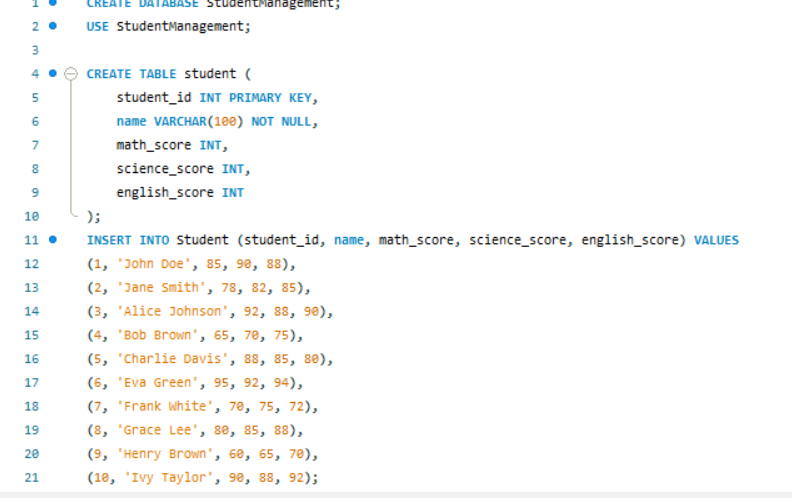 1 CREATE DATABASE StudentManagement;
2 USE StudentManagement;
3
4 CREATE TABLE student (
5 student_id INT PRIMARY KEY,
6 name VARCHAR(100) NOT NULL,
7 math_score INT,
8 science_score INT,
9 english_score INT
10 );
11 INSERT INTO Student (student_id, name, math_score, science_score, english_score) VALUES
12 (1, 'John Doe', 85, 90, 88),
13 (2, 'Jane Smith', 78, 82, 85),
14 (3, 'Alice Johnson', 92, 88, 90),
15 (4, 'Bob Brown', 65, 70, 75),
16 (5, 'Charlie Davis', 88, 85, 80),
17 (6, 'Eva Green', 95, 92, 94),
18 (7, 'Frank White', 70, 75, 72),
19 (8, 'Grace Lee', 80, 85, 88),
20 (9, 'Henry Brown', 60, 65, 70),
21 (10, 'Ivy Taylor', 90, 88, 92);